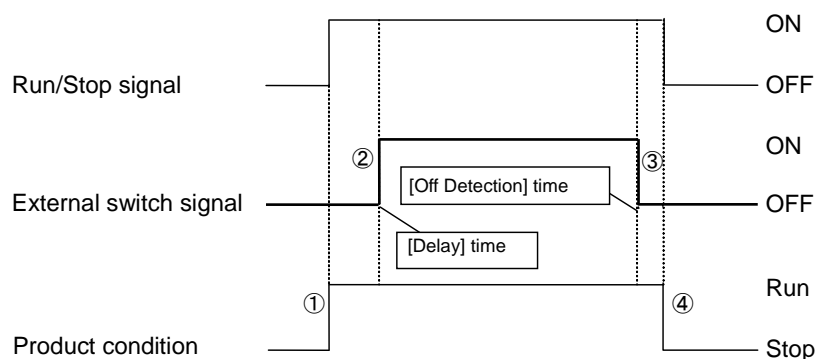 ON
Run/Stop signal
OFF
ON
② ③
[Off Detection] time
External switch signal
OFF
[Delay] time
Run
① ④
Product condition
Stop